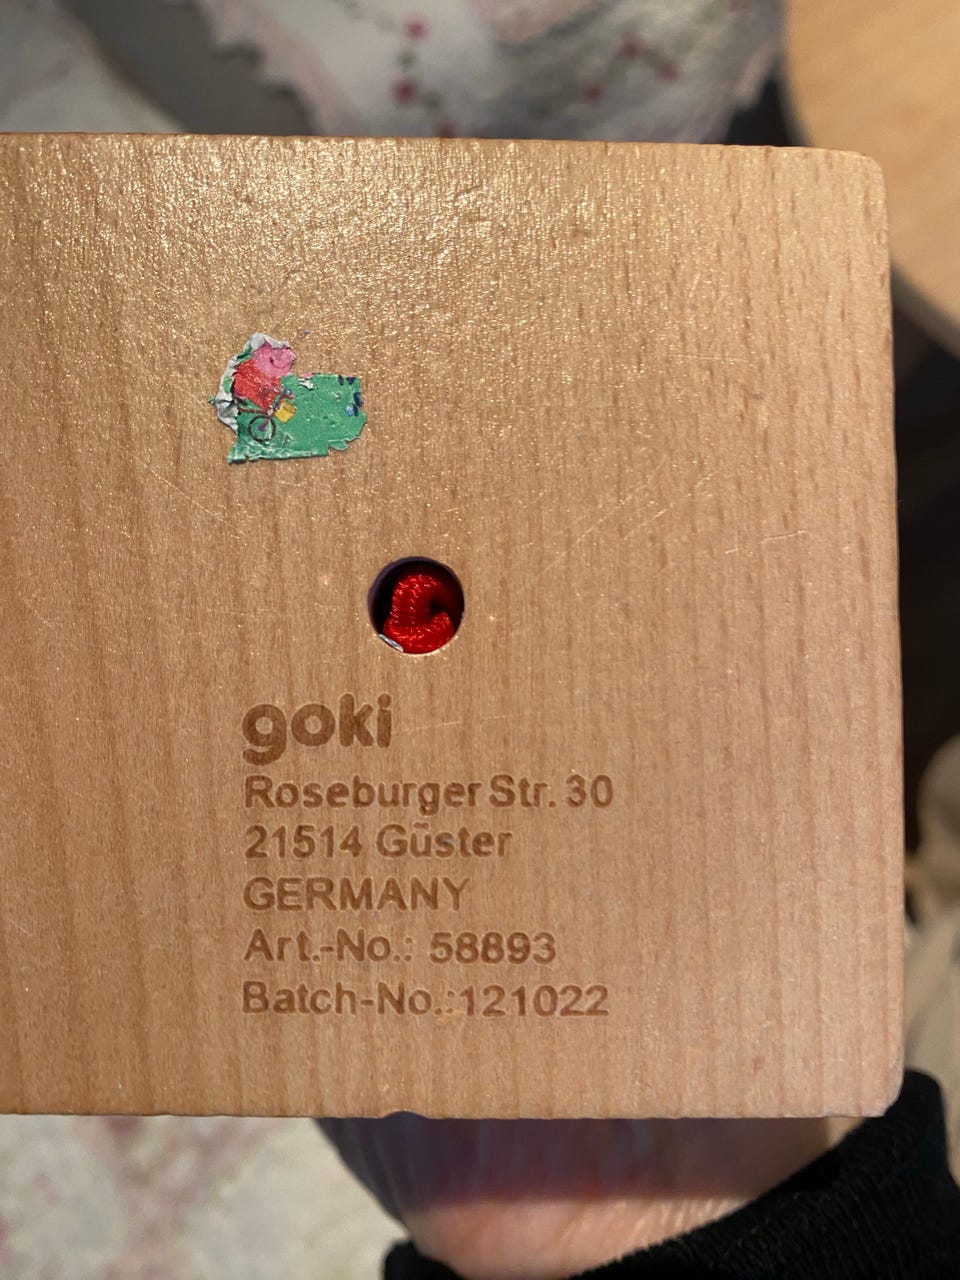 goki
Roseburger Str. 30
21514 Güster
GERMANY
Art.-No.: 58893
Batch-No.:121022